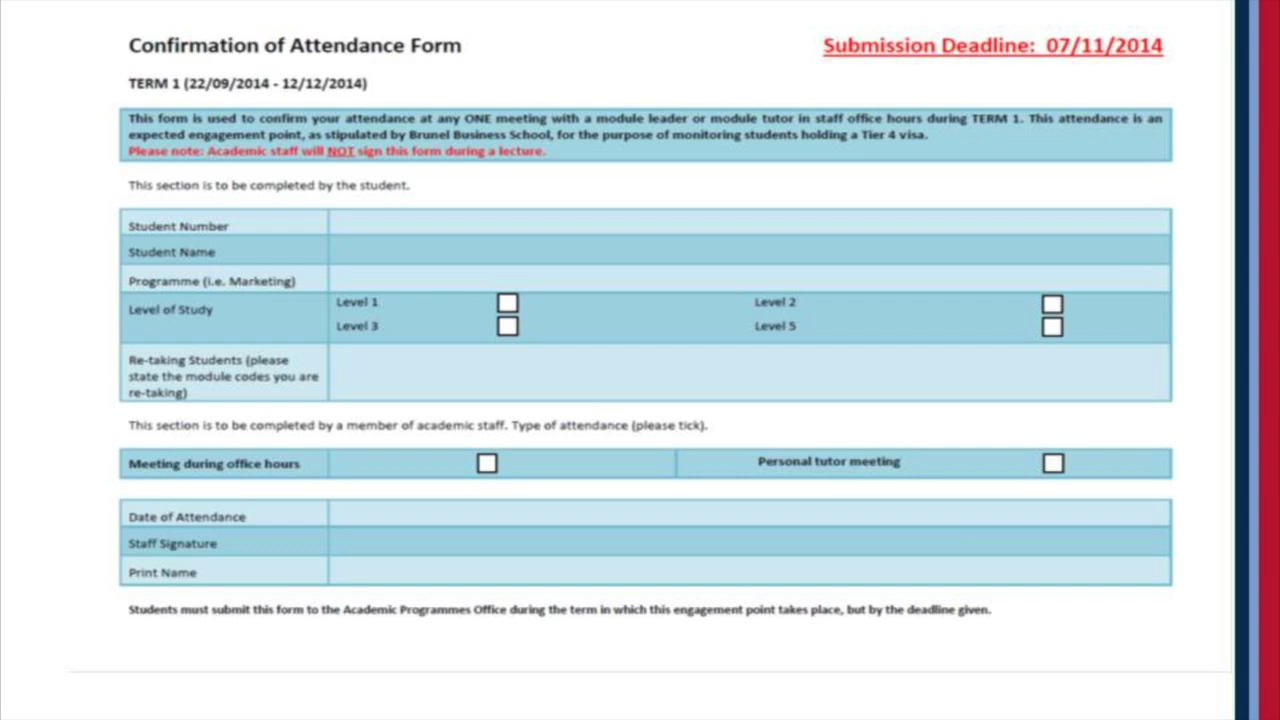 Confirmation of Attendance Form
Submission Deadline: 07/11/2014
TERM 1 (22/09/2014 - 12/12/2014)
This form is used to confirm your attendance at any ONE meeting with a module leader or module tutor in staff office hours during TERM 1. This attendance is an
expected engagement point, as stipulated by Brunel Business School, for the purpose of monitoring students holding a Tier 4 visa.
Please note: Academic staff will NOT sign this form during a lecture.
This section is to be completed by the student.
Student Number
Student Name
Programme (i.e. Marketing)
Level of Study
Level 1
Level 2
Level 3
Level 5
Re-taking Students (please
state the module codes you are
re-taking)
This section is to be completed by a member of academic staff. Type of attendance (please tick).
Meeting during office hours
Personal tutor meeting
Date of Attendance
Staff Signature
Print Name
Students must submit this form to the Academic Programmes Office during the term in which this engagement point takes place, but by the deadline given.